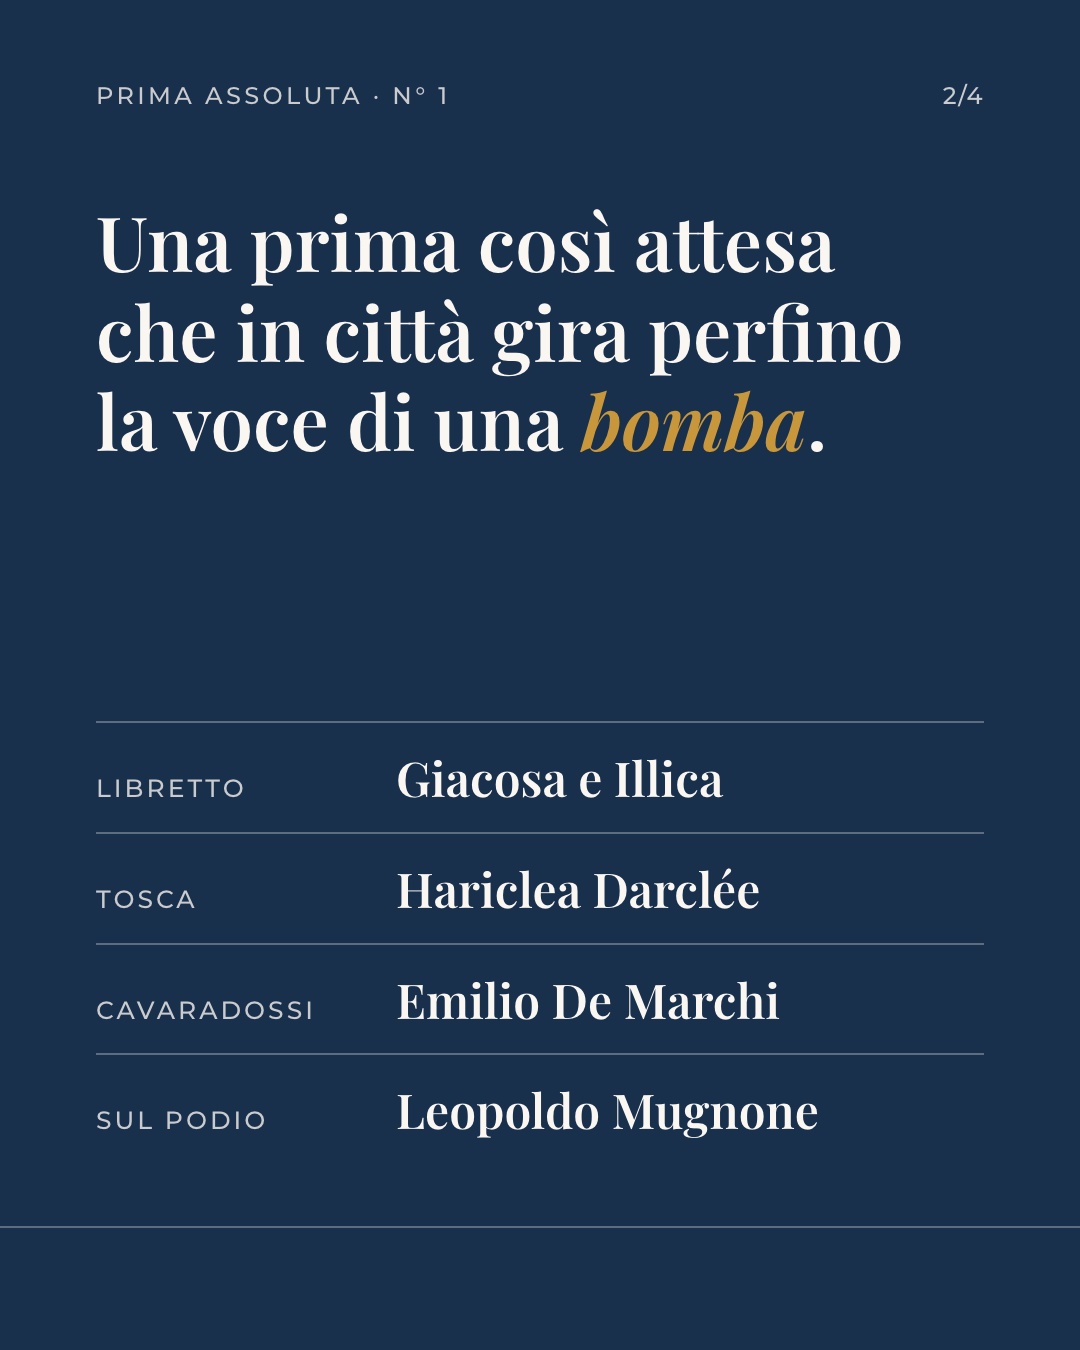 PRIMA ASSOLUTA · N° 1
2/4
Una prima così attesa
che in città gira perfino
la voce di una bomba.
LIBRETTO Giacosa e Illica
TOSCA Hariclea Darclée
CAVARADOSSI Emilio De Marchi
SUL PODIO Leopoldo Mugnone